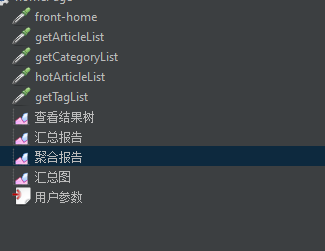 front-home
getArticleList
getCategoryList
hotArticleList
getTagList
查看结果树
汇总报告
聚合报告
汇总图
用户参数